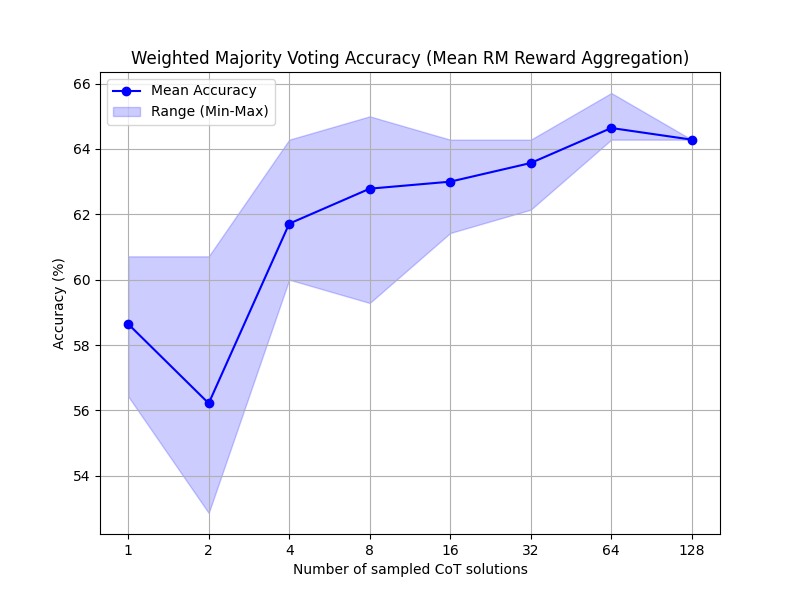 Weighted Majority Voting Accuracy (Mean RM Reward Aggregation)
Mean Accuracy
Range (Min-Max)
66
64
62
60
58
56
54
Accuracy (%)
1 2 4 8 16 32 64 128
Number of sampled CoT solutions